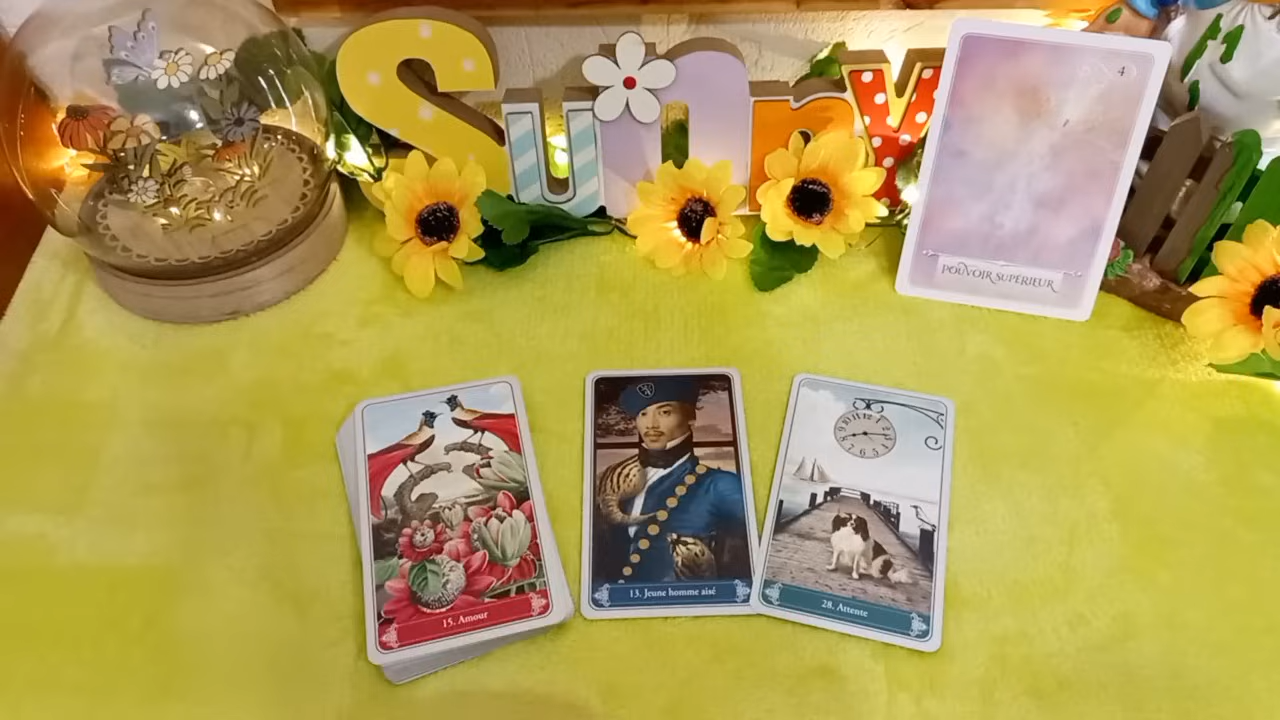 Sunny
4
POUVOIR SUPÉRIEUR
15. Amour
13. Jeune homme aisé
28. Attente